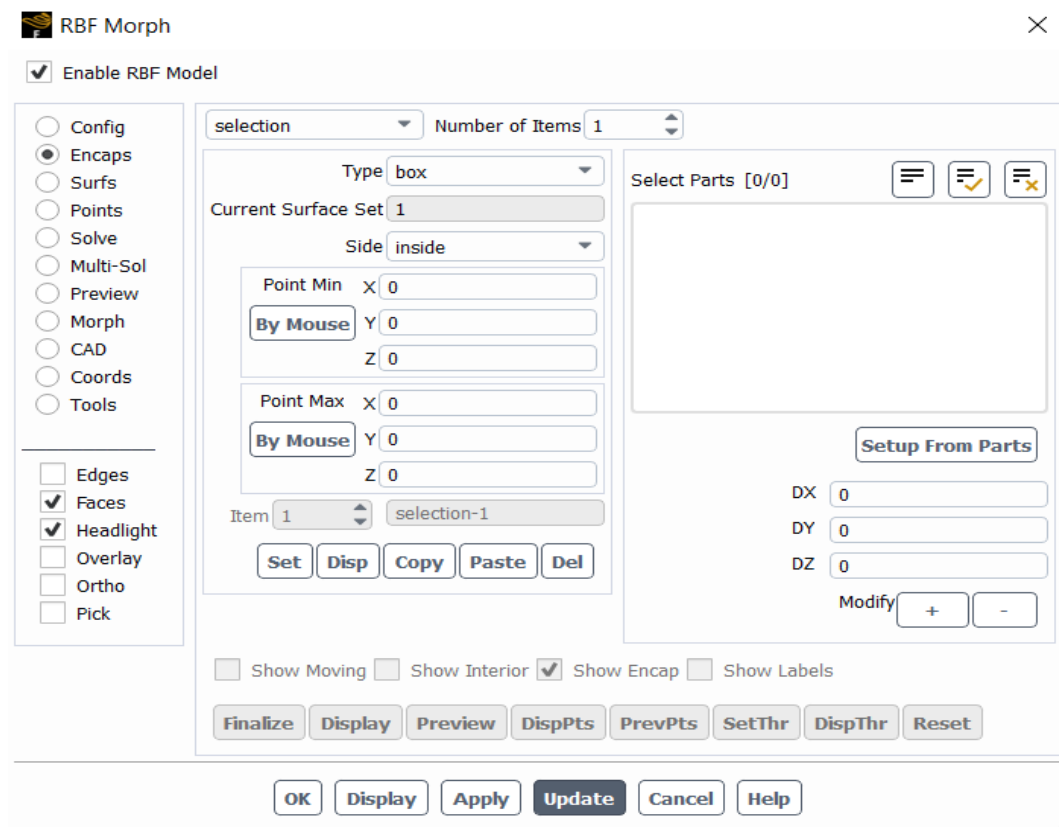 F RBF Morph
Enable RBF Model
Config
Encaps
Surfs
Points
Solve
Multi-Sol
Preview
Morph
CAD
Coords
Tools
Edges
Faces
Headlight
Overlay
Ortho
Pick
selection Number of Items 1
Type box
Current Surface Set 1
Side inside
Point Min X 0
By Mouse Y 0
Z 0
Point Max X 0
By Mouse Y 0
Z 0
Item 1 selection-1
Set Disp Copy Paste Del
Select Parts [0/0]
Setup From Parts
DX 0
DY 0
DZ 0
Modify + -
Show Moving Show Interior Show Encap Show Labels
Finalize Display Preview DispPts PrevPts SetThr DispThr Reset
OK Display Apply Update Cancel Help